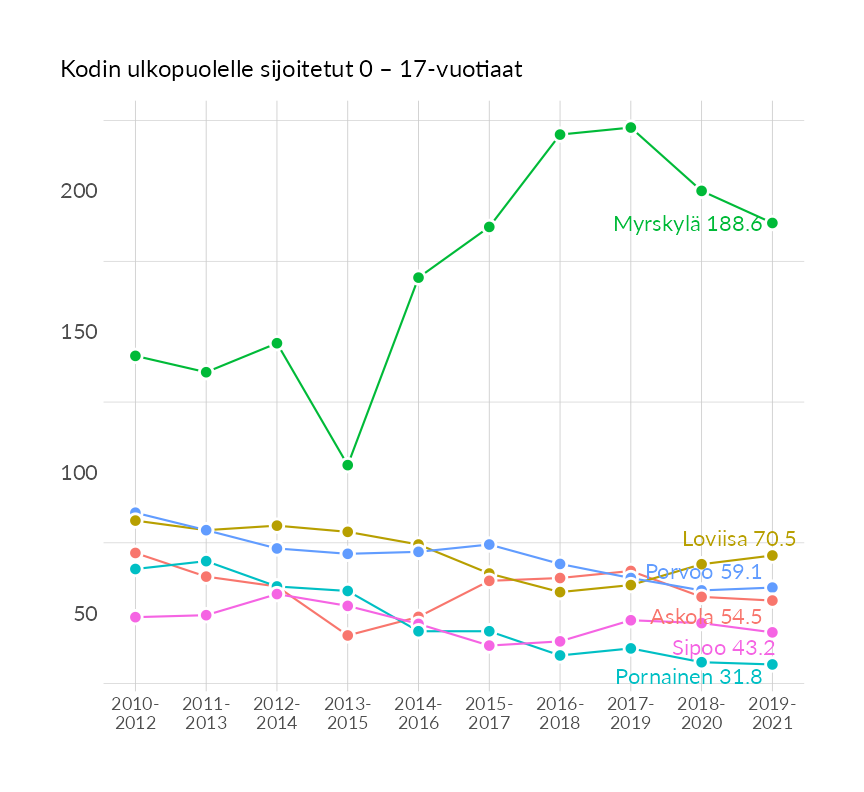 Kodin ulkopuolelle sijoitetut 0 – 17-vuotiaat
200
150
100
50
Myrskylä 188.6
Loviisa 70.5
Porvoo 59.1
Askola 54.5
Sipoo 43.2
Pornainen 31.8
2010- 2011- 2012- 2013- 2014- 2015- 2016- 2017- 2018- 2019-
2012 2013 2014 2015 2016 2017 2018 2019 2020 2021